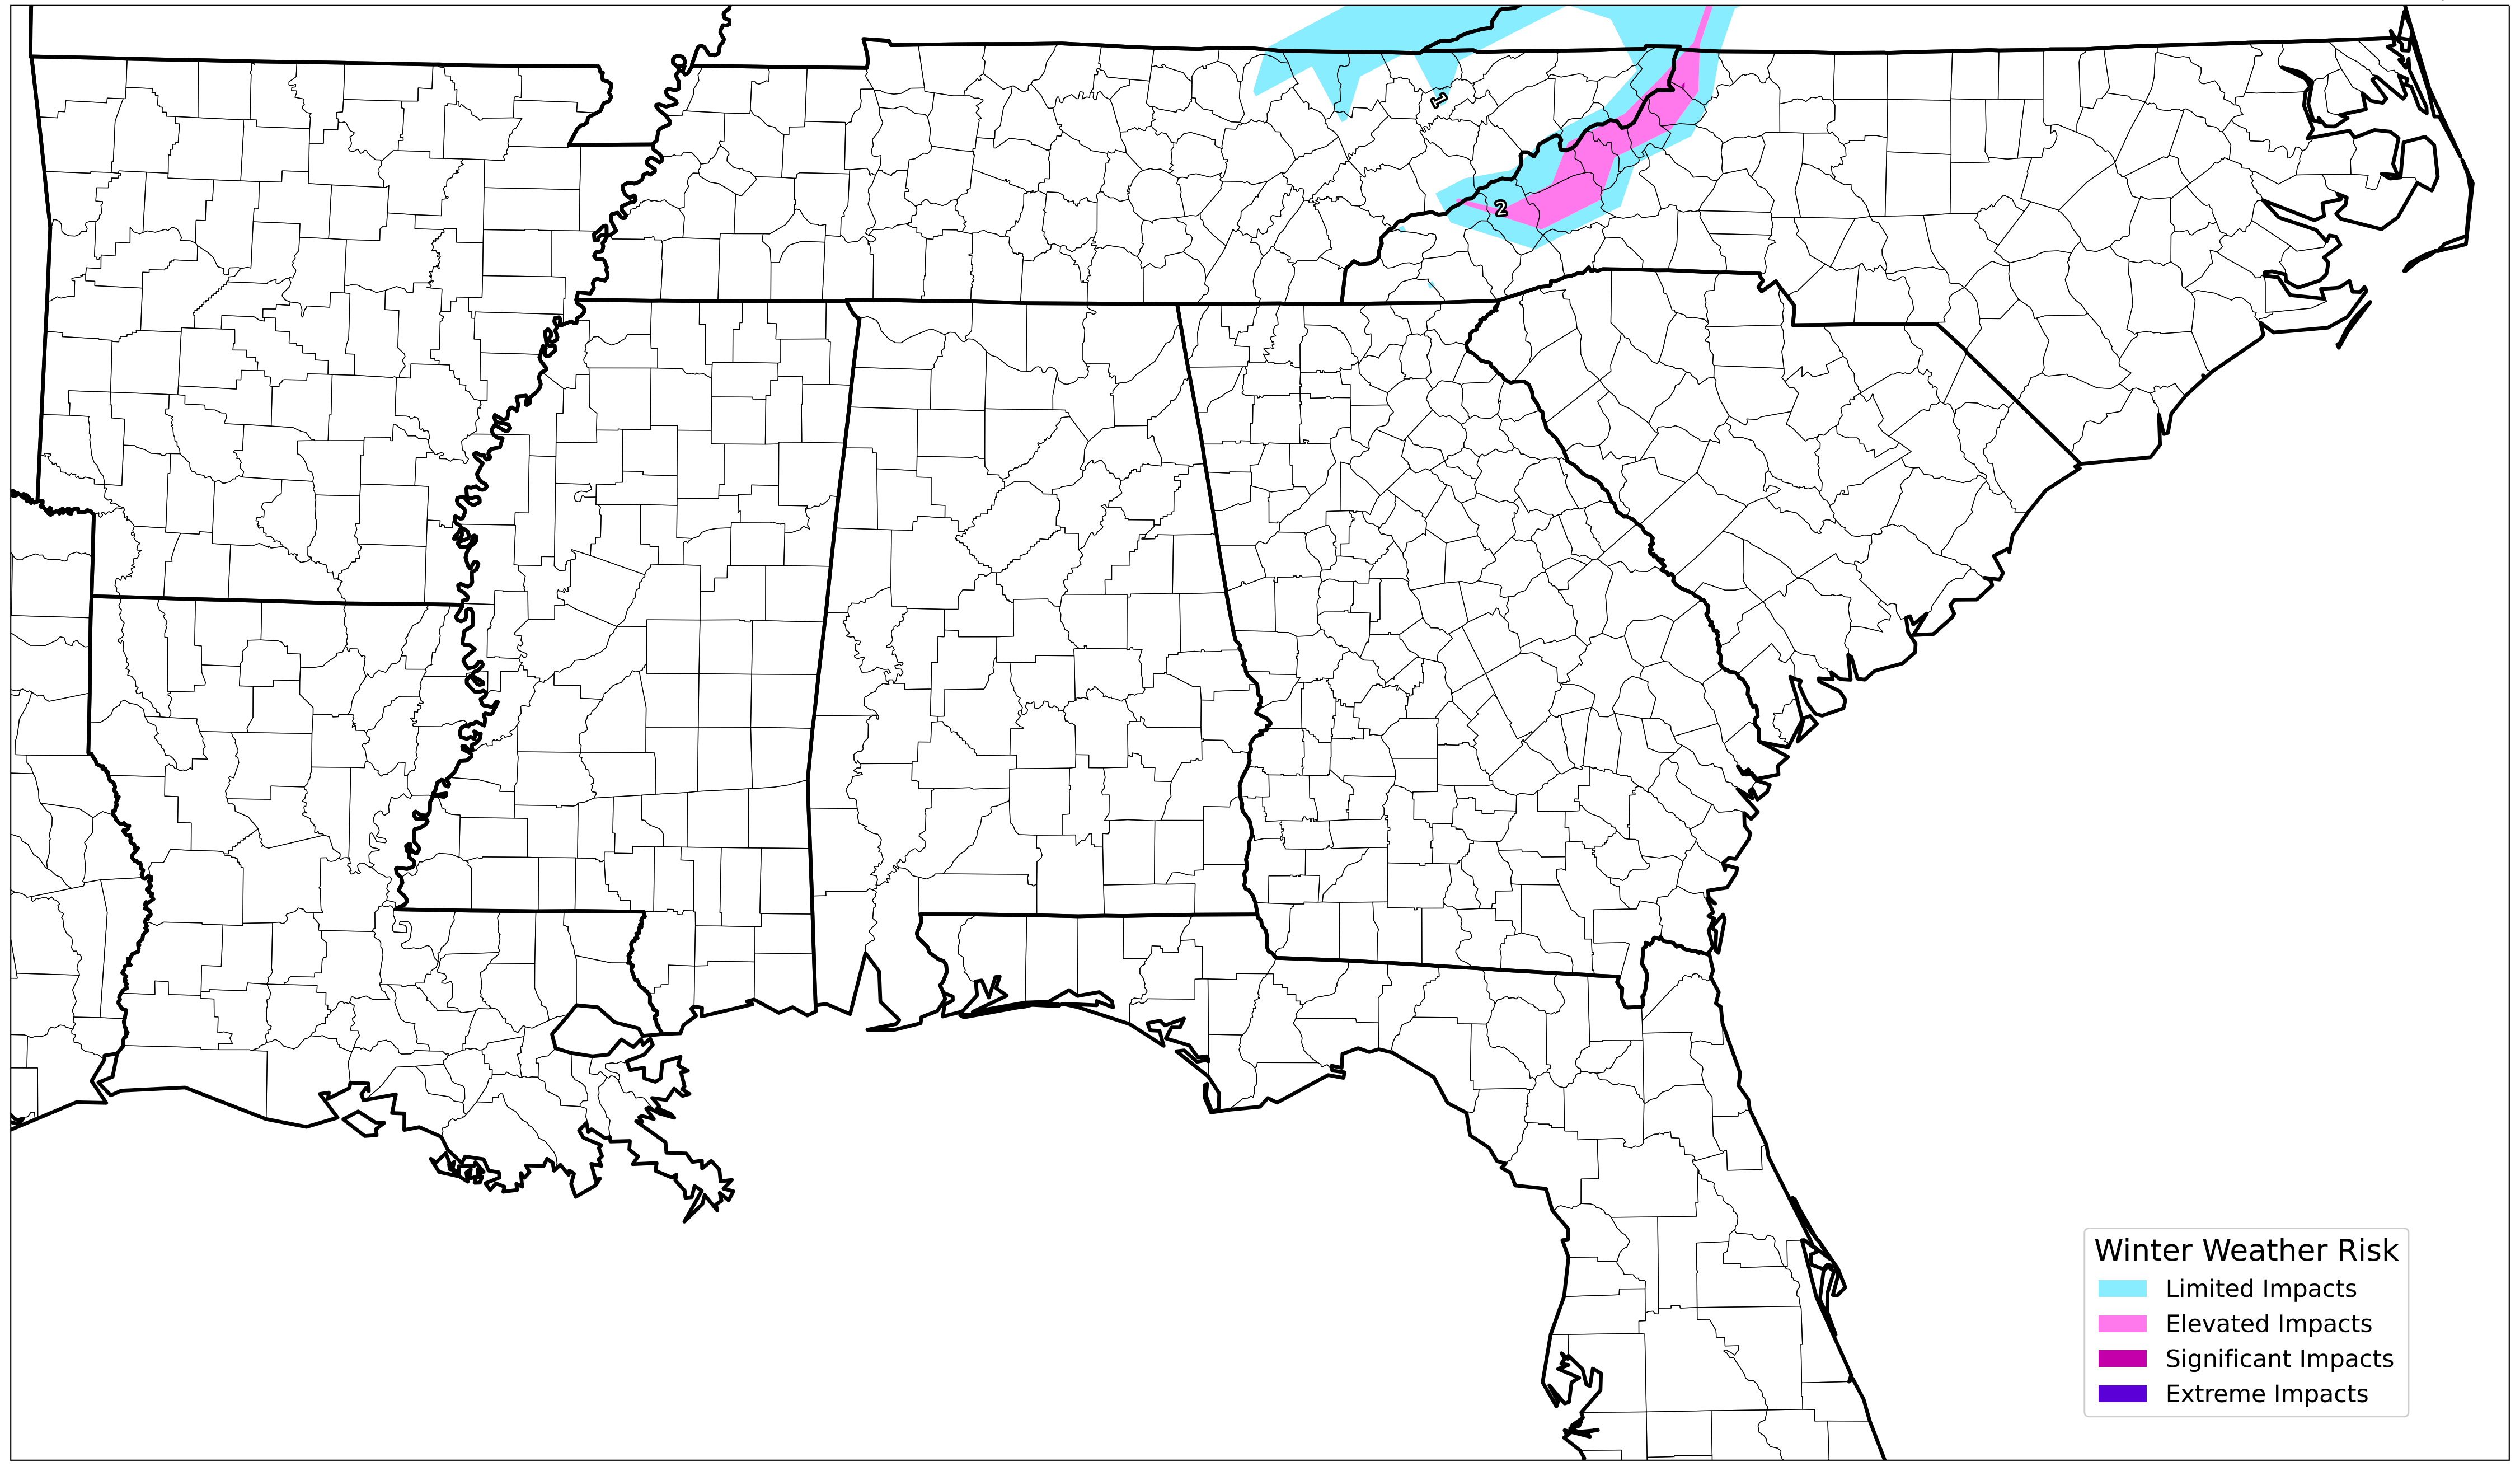 1
2
Winter Weather Risk
Limited Impacts
Elevated Impacts
Significant Impacts
Extreme Impacts